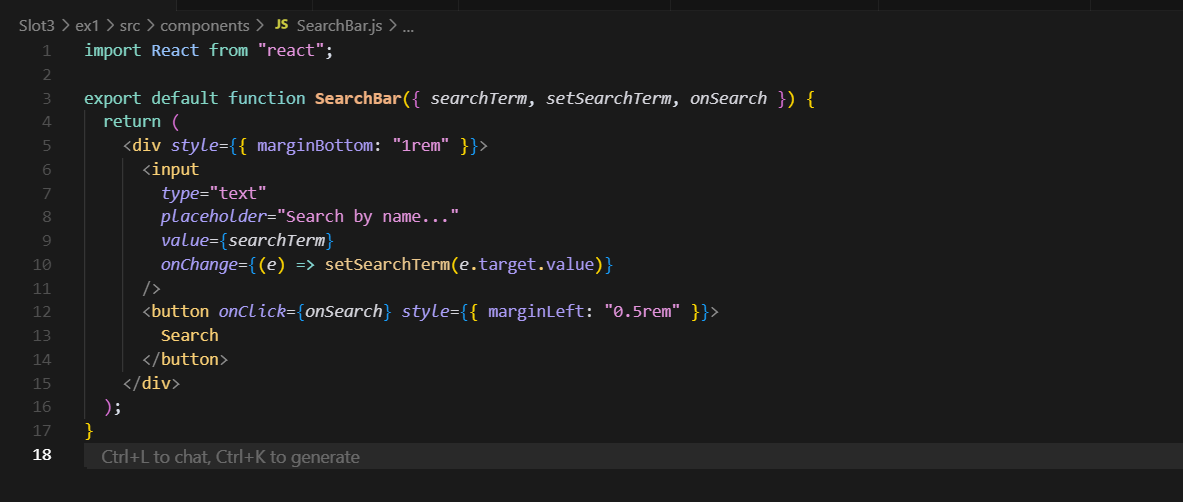 Slot3 > ex1 > src > components > JS SearchBar.js > ...
1 import React from "react";
2
3 export default function SearchBar({ searchTerm, setSearchTerm, onSearch }) {
4 return (
5 <div style={{ marginBottom: "1rem" }}>
6 <input
7 type="text"
8 placeholder="Search by name..."
9 value={searchTerm}
10 onChange={(e) => setSearchTerm(e.target.value)}
11 />
12 <button onClick={onSearch} style={{ marginLeft: "0.5rem" }}>
13 Search
14 </button>
15 </div>
16 );
17 }
18 Ctrl+L to chat, Ctrl+K to generate